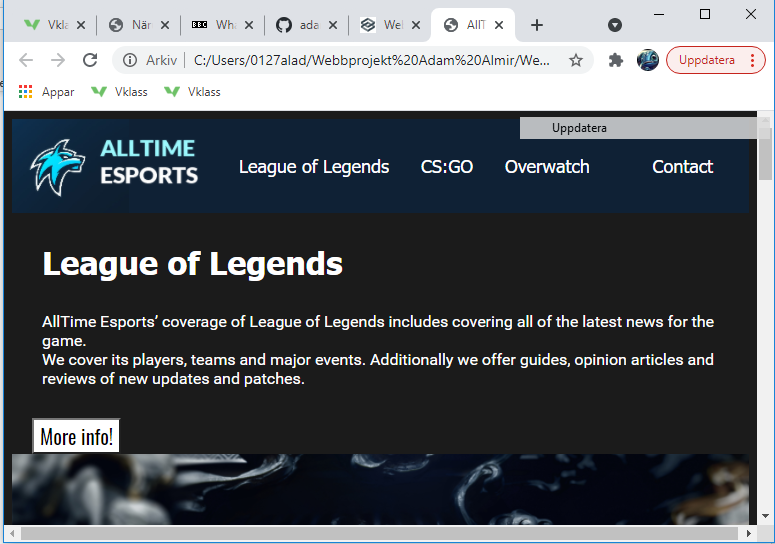 Vkla
När
BBC Wha
ada
Wel
AllT
Arkiv | C:/Users/0127alad/Webbprojekt%20Adam%20Almir/We...
Uppdatera
Appar Vklass Vklass
Uppdatera
ALLTIME
ESPORTS
League of Legends CS:GO Overwatch Contact
League of Legends
AllTime Esports’ coverage of League of Legends includes covering all of the latest news for the
game.
We cover its players, teams and major events. Additionally we offer guides, opinion articles and
reviews of new updates and patches.
More info!